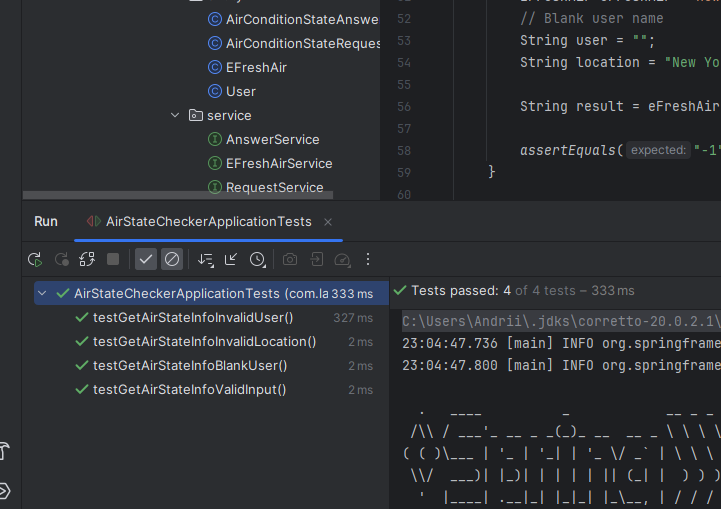 AirConditionStateAnswe
AirConditionStateReques
EFreshAir
User
service
AnswerService
EFreshAirService
RequestService
52
// Blank user name
53
String user = "";
54
String location = "New Yo
55
56
String result = eFreshAir
57
58
assertEquals( expected: "-1"
59
}
60
Run
AirStateCheckerApplicationTests
AirStateCheckerApplicationTests (com.la 333 ms
testGetAirStateInfoInvalidUser() 327 ms
testGetAirStateInfoInvalidLocation() 2 ms
testGetAirStateInfoBlankUser() 2 ms
testGetAirStateInfoValidInput() 2 ms
Tests passed: 4 of 4 tests – 333 ms
C:\Users\Andrii\.jdks\corretto-20.0.2.1\
23:04:47.736 [main] INFO org.springframe
23:04:47.800 [main] INFO org.springframe
  .   ____          _            __ _ _
 /\\ / ___'_ __ _ _(_)_ __  __ _ \ \ \ \
( ( )\___ | '_ | '_| | '_ \/ _` | \ \ \
 \\/  ___)| |_)| | | | | || (_| |  ) ) )
  '  |____| .__|_| |_|_| |_\__, | / / /